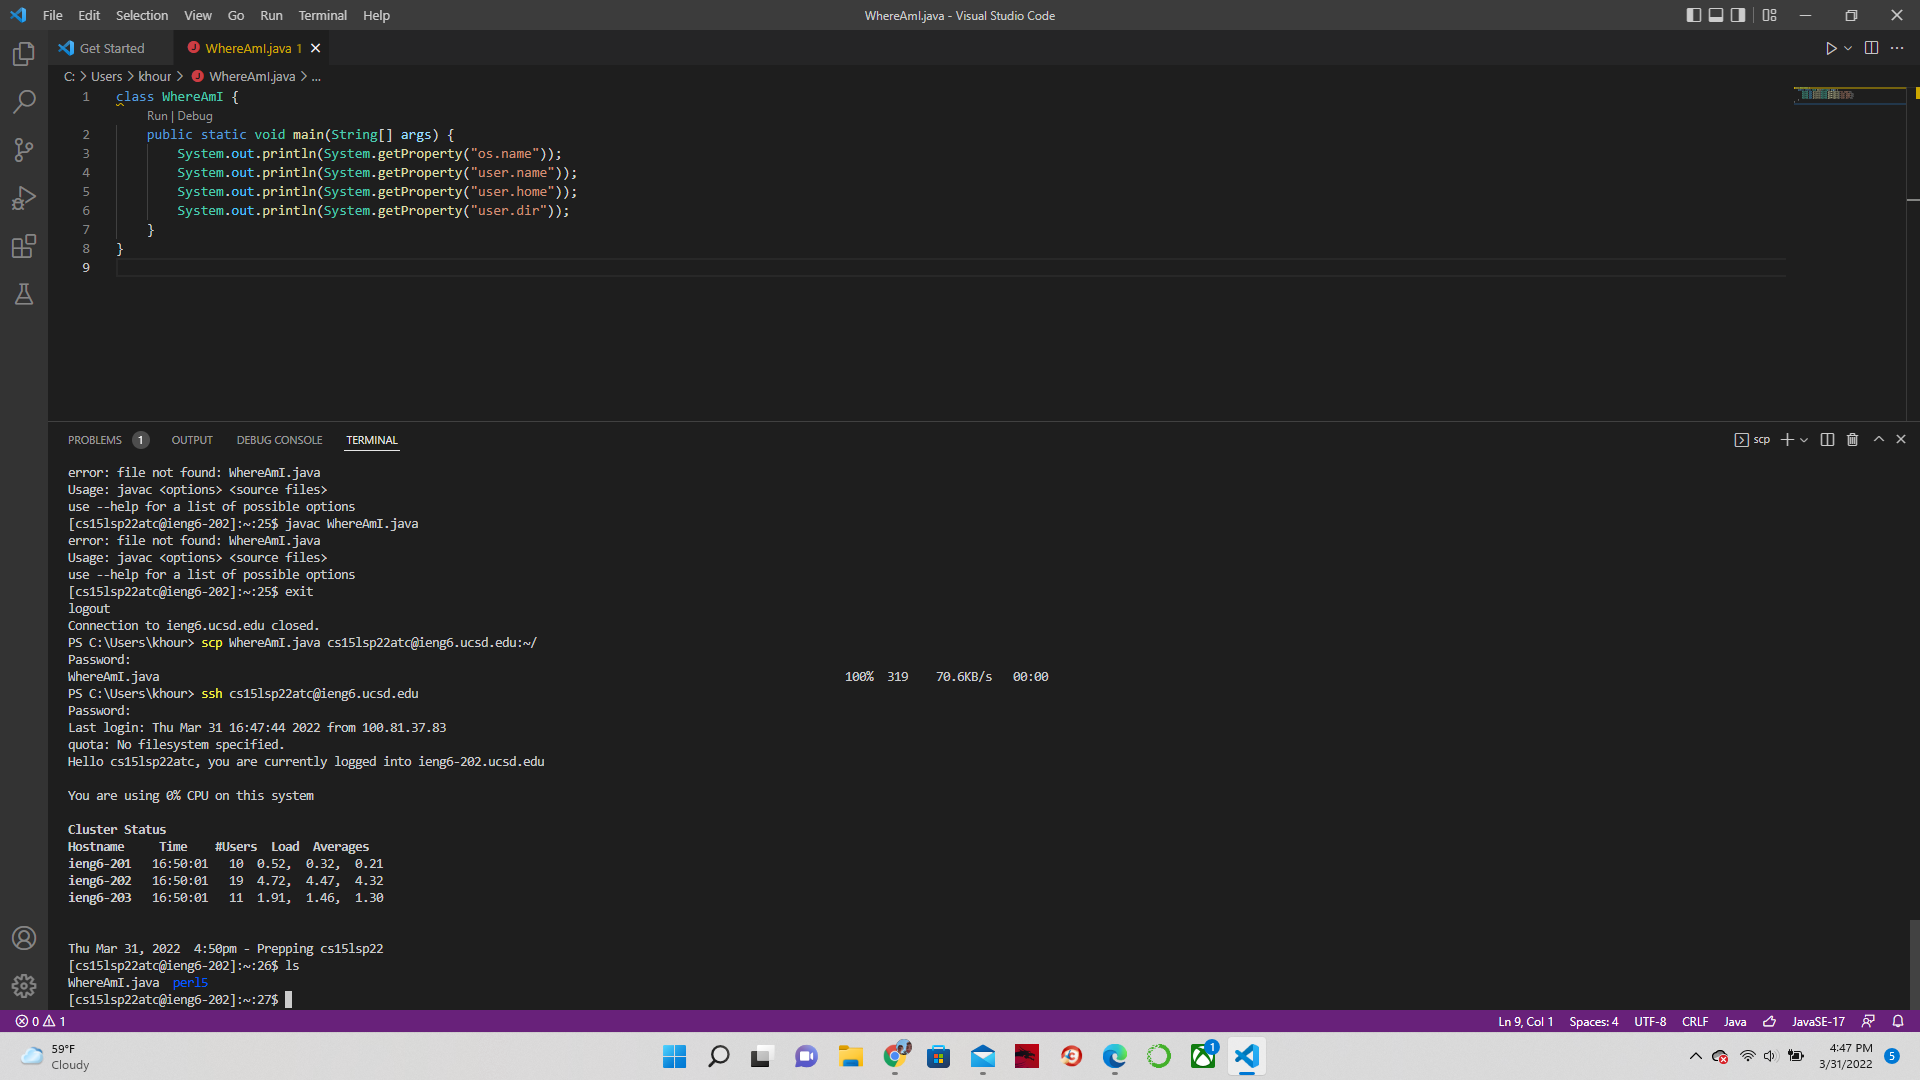 File Edit Selection View Go Run Terminal Help
WhereAmI.java - Visual Studio Code
Get Started
WhereAmI.java 1
C: > Users > khour > WhereAmI.java > ...
1 class WhereAmI {
Run | Debug
2 public static void main(String[] args) {
3 System.out.println(System.getProperty("os.name"));
4 System.out.println(System.getProperty("user.name"));
5 System.out.println(System.getProperty("user.home"));
6 System.out.println(System.getProperty("user.dir"));
7 }
8 }
9
PROBLEMS 1 OUTPUT DEBUG CONSOLE TERMINAL
scp
error: file not found: WhereAmI.java
Usage: javac <options> <source files>
use --help for a list of possible options
[cs15lsp22atc@ieng6-202]:~:25$ javac WhereAmI.java
error: file not found: WhereAmI.java
Usage: javac <options> <source files>
use --help for a list of possible options
[cs15lsp22atc@ieng6-202]:~:25$ exit
logout
Connection to ieng6.ucsd.edu closed.
PS C:\Users\khour> scp WhereAmI.java cs15lsp22atc@ieng6.ucsd.edu:~/
Password:
WhereAmI.java 100% 319 70.6KB/s 00:00
PS C:\Users\khour> ssh cs15lsp22atc@ieng6.ucsd.edu
Password:
Last login: Thu Mar 31 16:47:44 2022 from 100.81.37.83
quota: No filesystem specified.
Hello cs15lsp22atc, you are currently logged into ieng6-202.ucsd.edu
You are using 0% CPU on this system
Cluster Status
Hostname Time #Users Load Averages
ieng6-201 16:50:01 10 0.52, 0.32, 0.21
ieng6-202 16:50:01 19 4.72, 4.47, 4.32
ieng6-203 16:50:01 11 1.91, 1.46, 1.30
Thu Mar 31, 2022 4:50pm - Prepping cs15lsp22
[cs15lsp22atc@ieng6-202]:~:26$ ls
WhereAmI.java perl5
[cs15lsp22atc@ieng6-202]:~:27$
0 1
Ln 9, Col 1 Spaces: 4 UTF-8 CRLF Java JavaSE-17
59°F
Cloudy
1
4:47 PM
3/31/2022
5